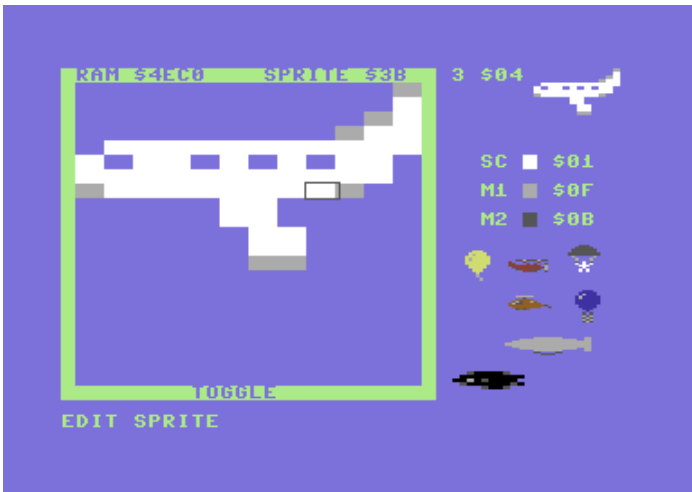 RAM $4EC0 SPRITE $3B 3 $04
SC $01
M1 $0F
M2 $0B
TOGGLE
EDIT SPRITE